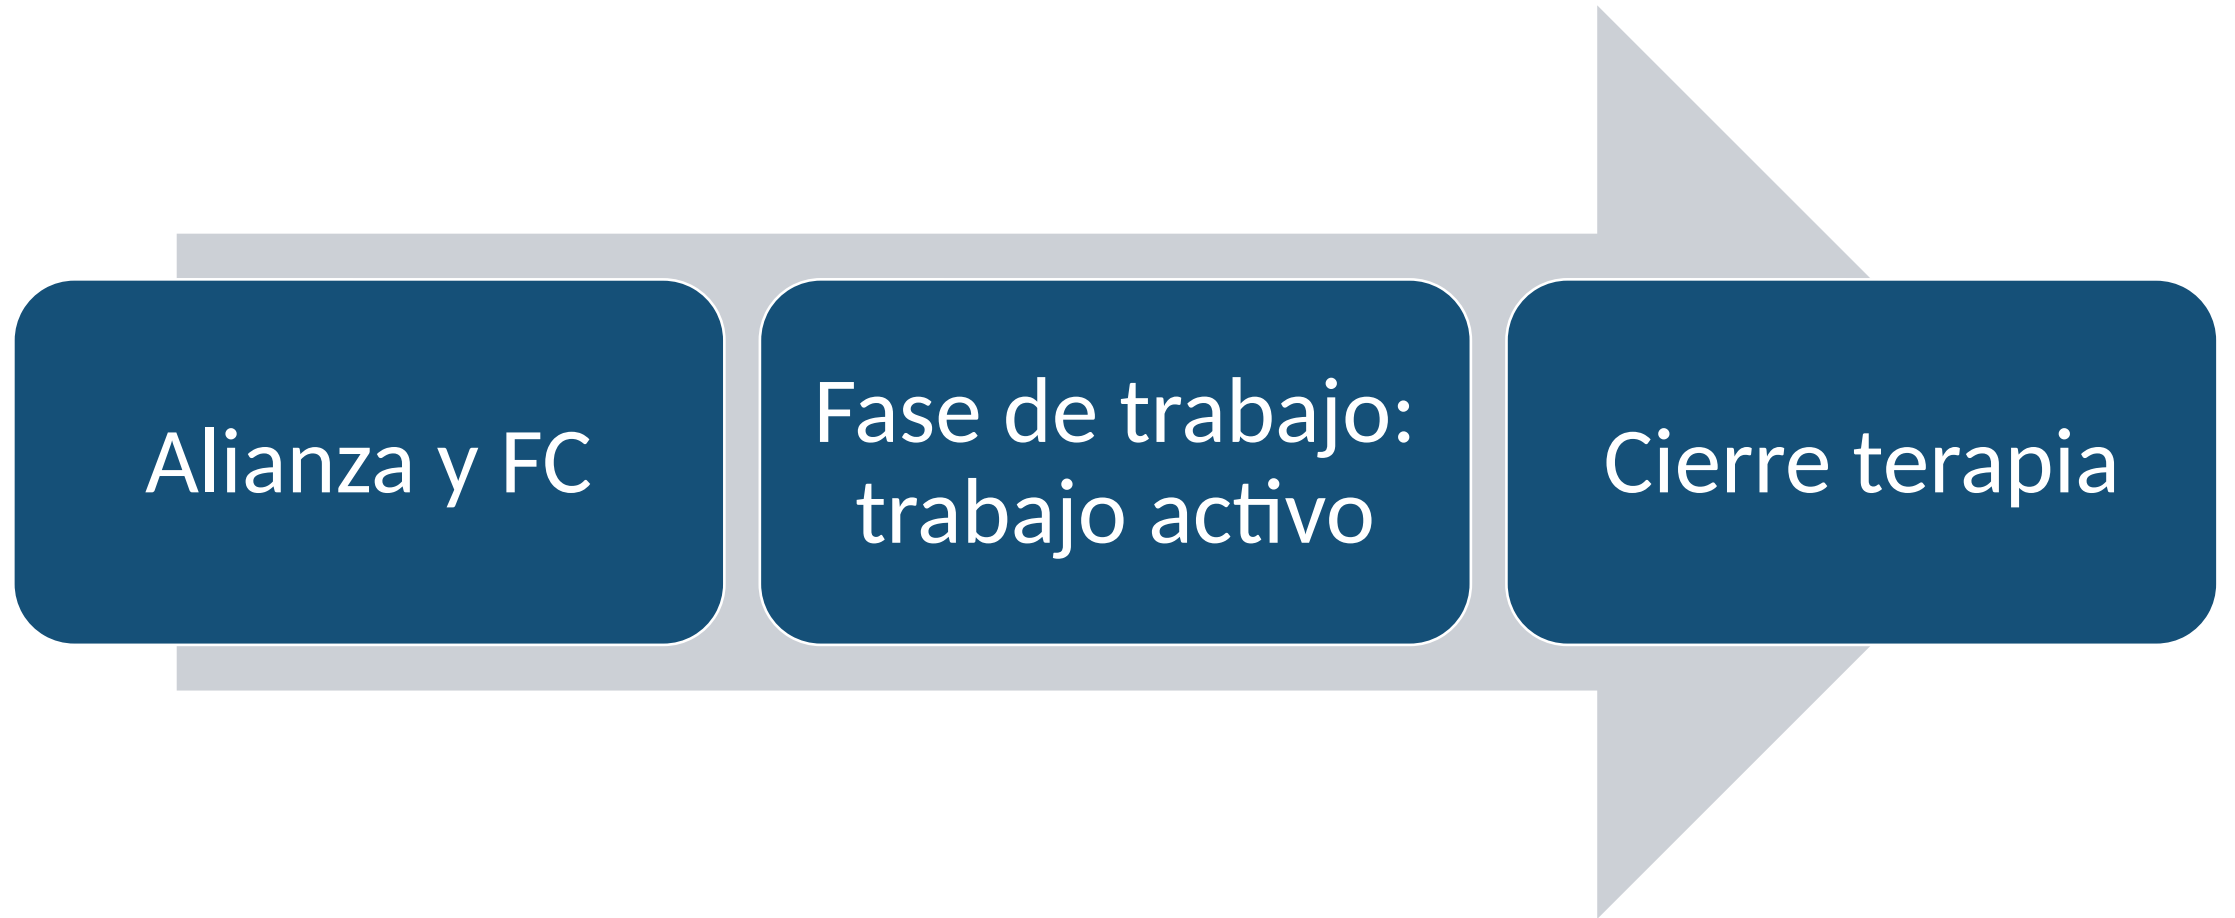 Alianza y FC
Fase de trabajo:
trabajo activo
Cierre terapia